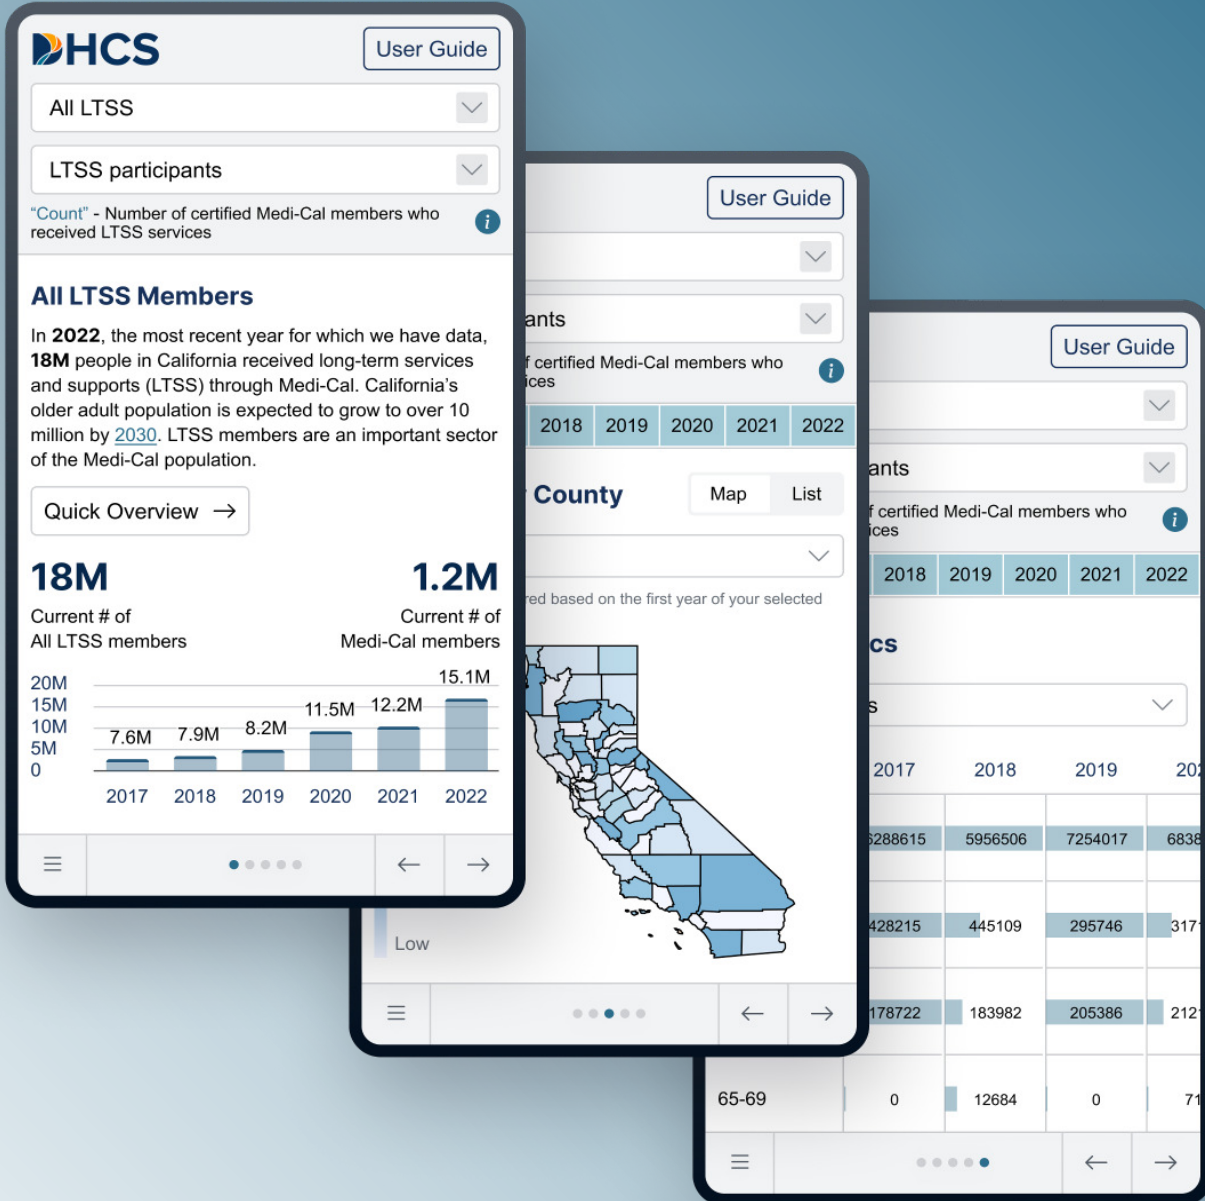 DHCS
User Guide
All LTSS
LTSS participants
“Count” - Number of certified Medi-Cal members who
received LTSS services
i
All LTSS Members
In 2022, the most recent year for which we have data,
18M people in California received long-term services
and supports (LTSS) through Medi-Cal. California’s
older adult population is expected to grow to over 10
million by 2030. LTSS members are an important sector
of the Medi-Cal population.
Quick Overview →
18M
Current # of
All LTSS members
1.2M
Current # of
Medi-Cal members
20M
15M
10M
5M
0
7.6M 7.9M 8.2M 11.5M 12.2M 15.1M
2017 2018 2019 2020 2021 2022
User Guide
ants
f certified Medi-Cal members who
ices
i
2018 2019 2020 2021 2022
County
Map List
red based on the first year of your selected
Low
User Guide
ants
f certified Medi-Cal members who
ices
i
2018 2019 2020 2021 2022
cs
s
2017 2018 2019 202
6288615 5956506 7254017 6838
428215 445109 295746 317
178722 183982 205386 212
65-69 0 12684 0 71